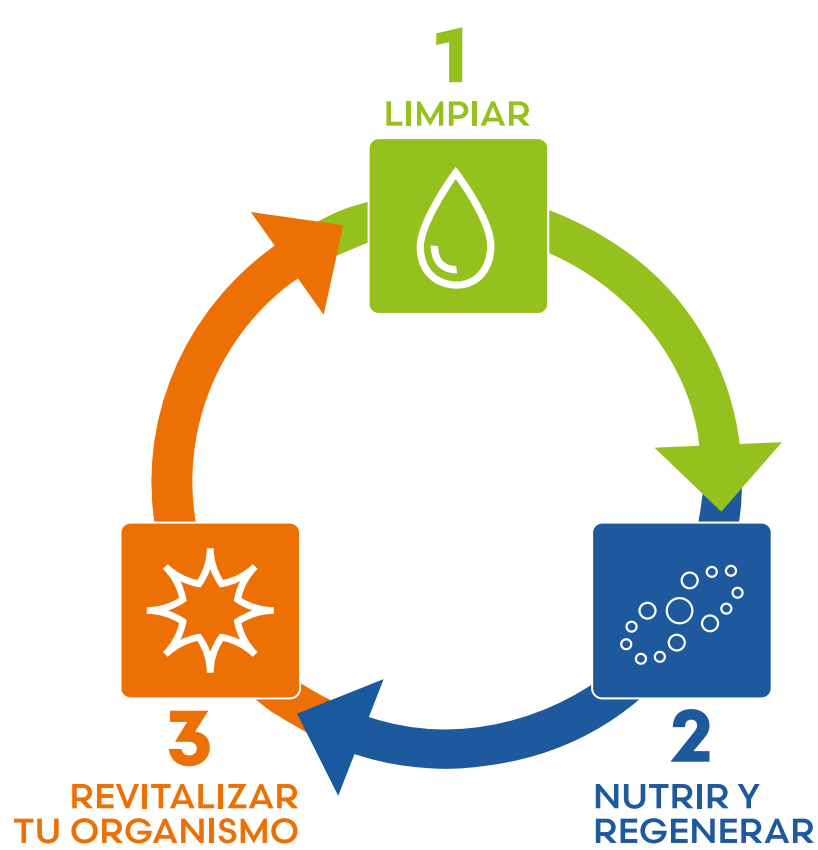 1
LIMPIAR
2
NUTRIR Y
REGENERAR
3
REVITALIZAR
TU ORGANISMO